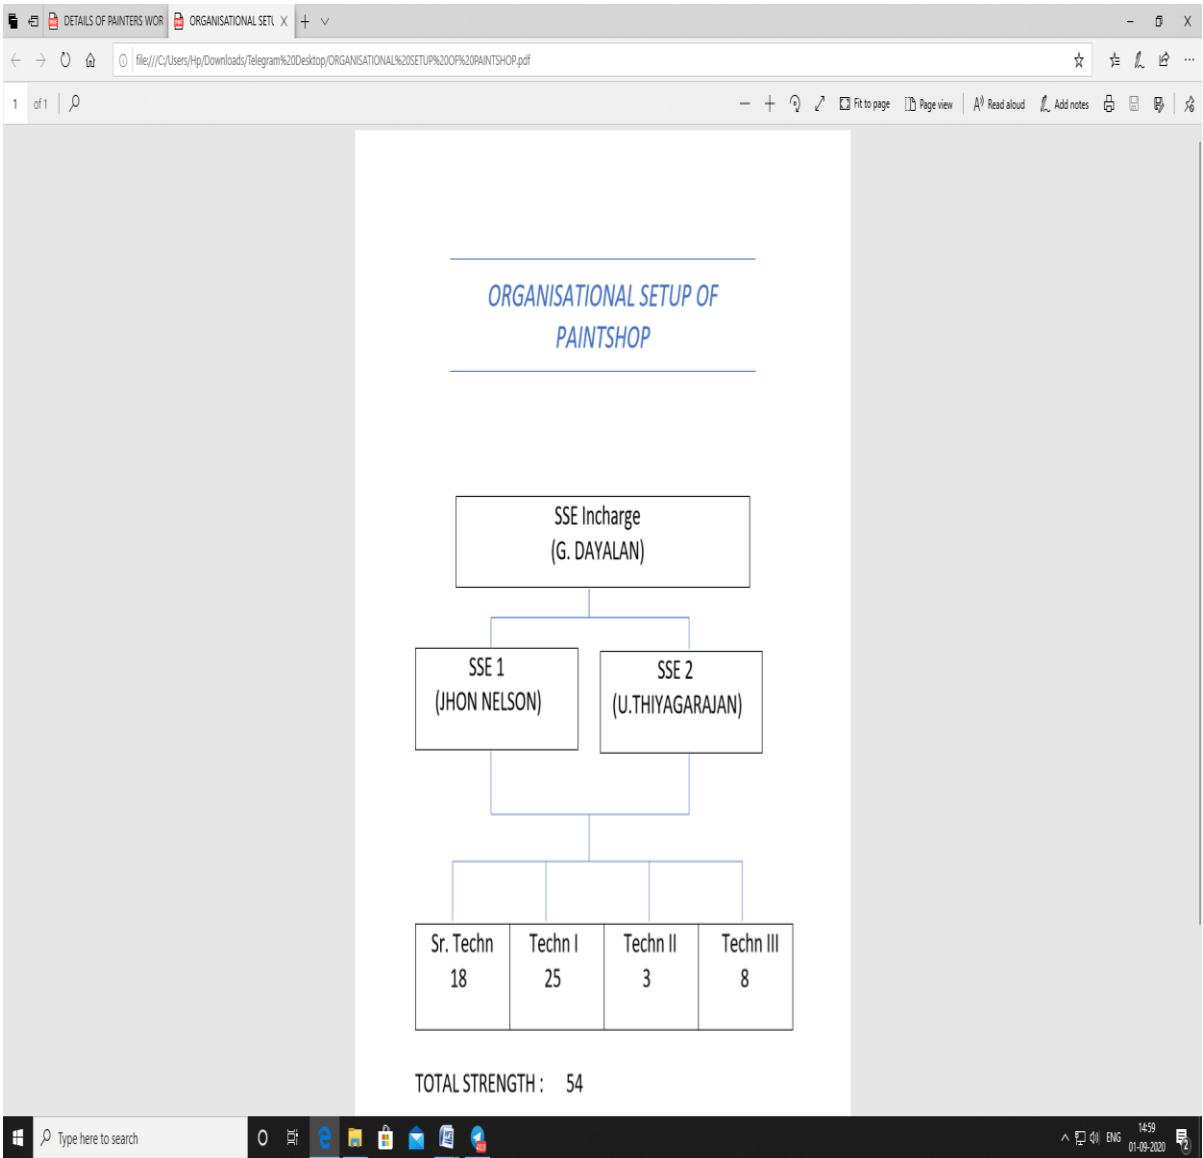 DETAILS OF PAINTERS WOR
ORGANISATIONAL SETU
file:///C:/Users/Hp/Downloads/Telegram%20Desktop/ORGANISATIONAL%20SETUP%20OF%20PAINTSHOP.pdf
1 of 1
Fit to page Page view Read aloud Add notes
ORGANISATIONAL SETUP OF
PAINTSHOP
SSE Incharge
(G. DAYALAN)
SSE 1
(JHON NELSON)
SSE 2
(U.THIYAGARAJAN)
Sr. Techn Techn I Techn II Techn III
18 25 3 8
TOTAL STRENGTH : 54
Type here to search
ENG
14:59
01-09-2020
2